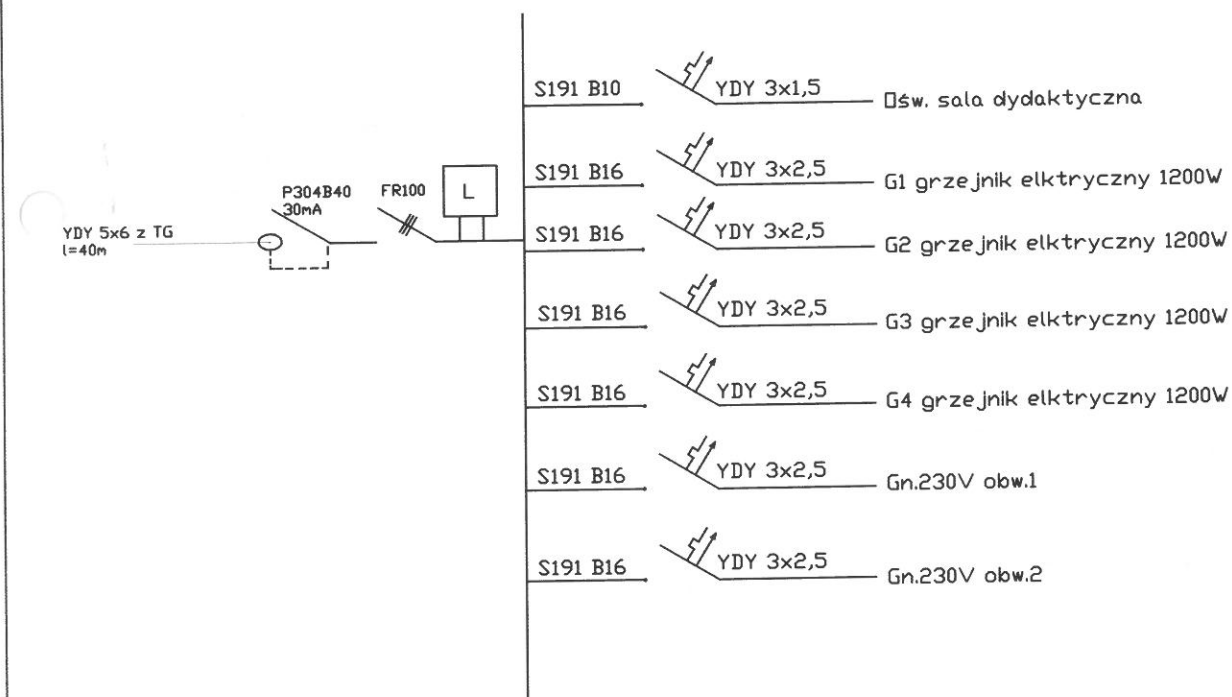 S191 B10
YDY 3x1,5
Ośw. sala dydaktyczna
S191 B16
YDY 3x2,5
G1 grzejnik elktryczny 1200W
P304B40
30mA
FR100
L
YDY 5x6 z TG
l=40m
S191 B16
YDY 3x2,5
G2 grzejnik elktryczny 1200W
S191 B16
YDY 3x2,5
G3 grzejnik elktryczny 1200W
S191 B16
YDY 3x2,5
G4 grzejnik elktryczny 1200W
S191 B16
YDY 3x2,5
Gn.230V obw.1
S191 B16
YDY 3x2,5
Gn.230V obw.2